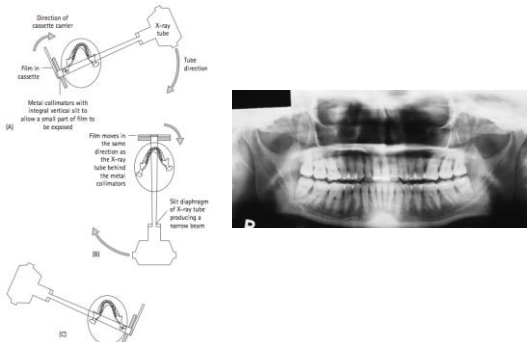 Direction of
cassette carrier
X-ray
tube
Film in
cassette
Tube
direction
Metal collimators with
integral vertical slit to
allow a small part of film to
be exposed
(A)
Film moves in
the same
direction as
the X-ray
tube behind
the metal
collimators
Slit diaphragm
of X-ray tube
producing a
narrow beam
(B)
(C)